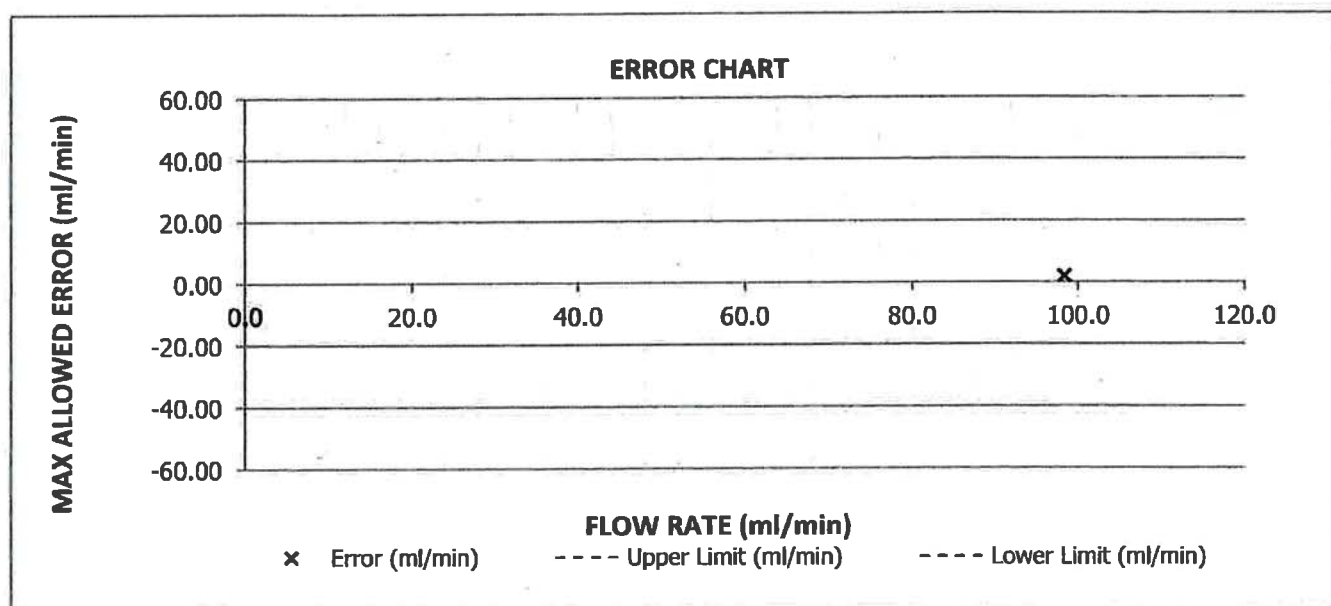 ERROR CHART
MAX ALLOWED ERROR (ml/min)
60.00
40.00
20.00
0.00
-20.00
-40.00
-60.00
0.0 20.0 40.0 60.0 80.0 100.0 120.0
FLOW RATE (ml/min)
Error (ml/min) Upper Limit (ml/min) Lower Limit (ml/min)